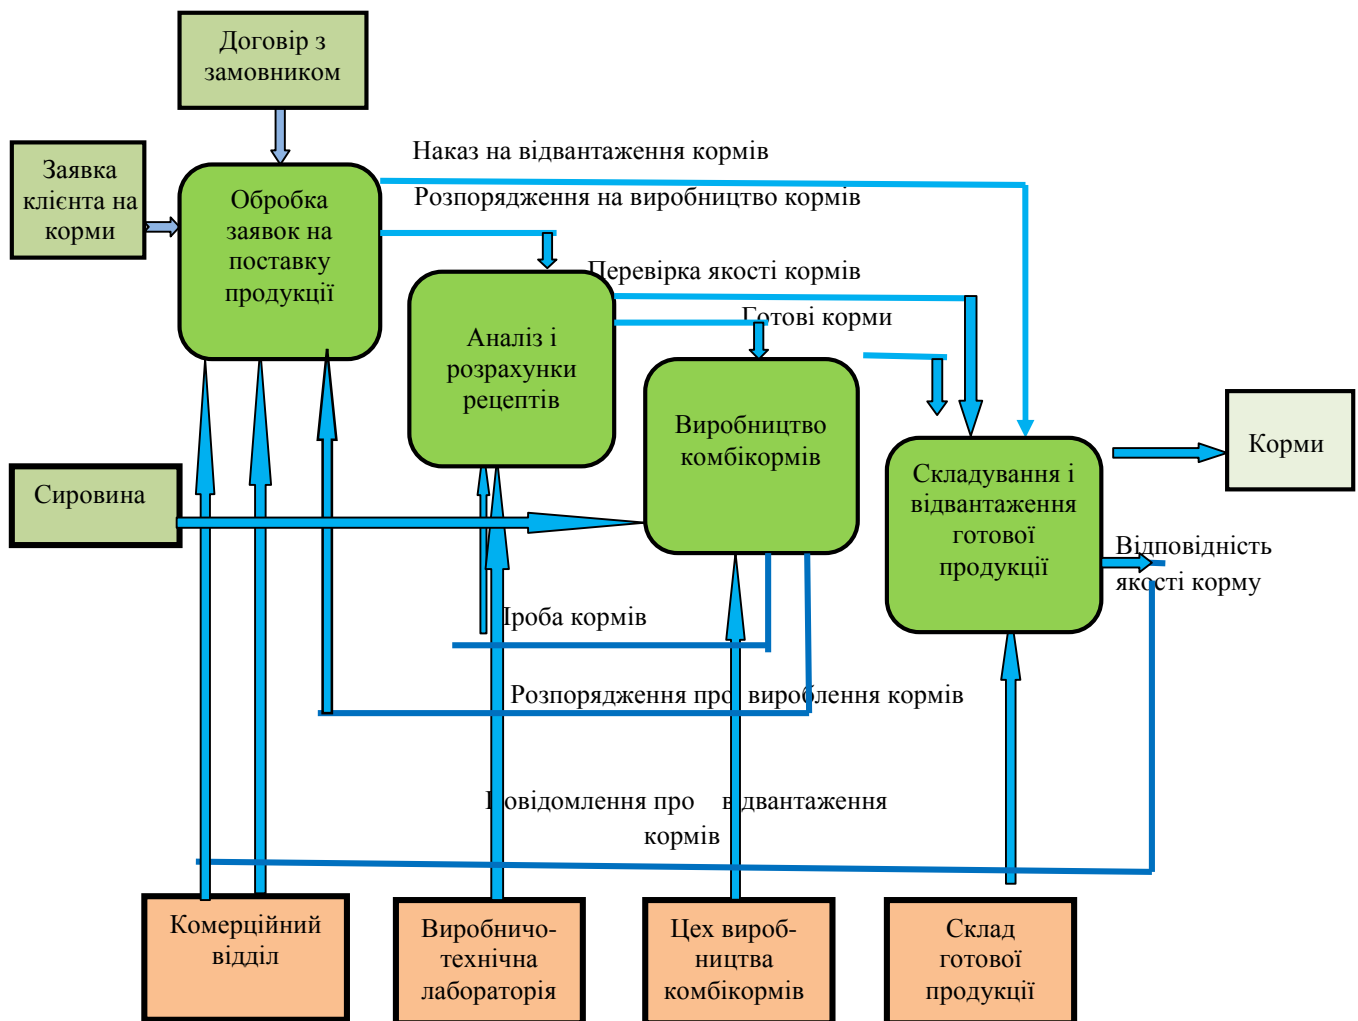 Договір з
замовником
Заявка
клієнта на
корми
Обробка
заявок на
поставку
продукції
Наказ на відвантаження кормів
Розпорядження на виробництво кормів
Перевірка якості кормів
Готові корми
Аналіз і
розрахунки
рецептів
Виробництво
комбікормів
Складування і
відвантаження
готової
продукції
Корми
Сировина
Відповідність
якості корму
Проба кормів
Розпорядження про вироблення кормів
Повідомлення про відвантаження
кормів
Комерційний
відділ
Виробничо-
технічна
лабораторія
Цех вироб-
ництва
комбікормів
Склад
готової
продукції